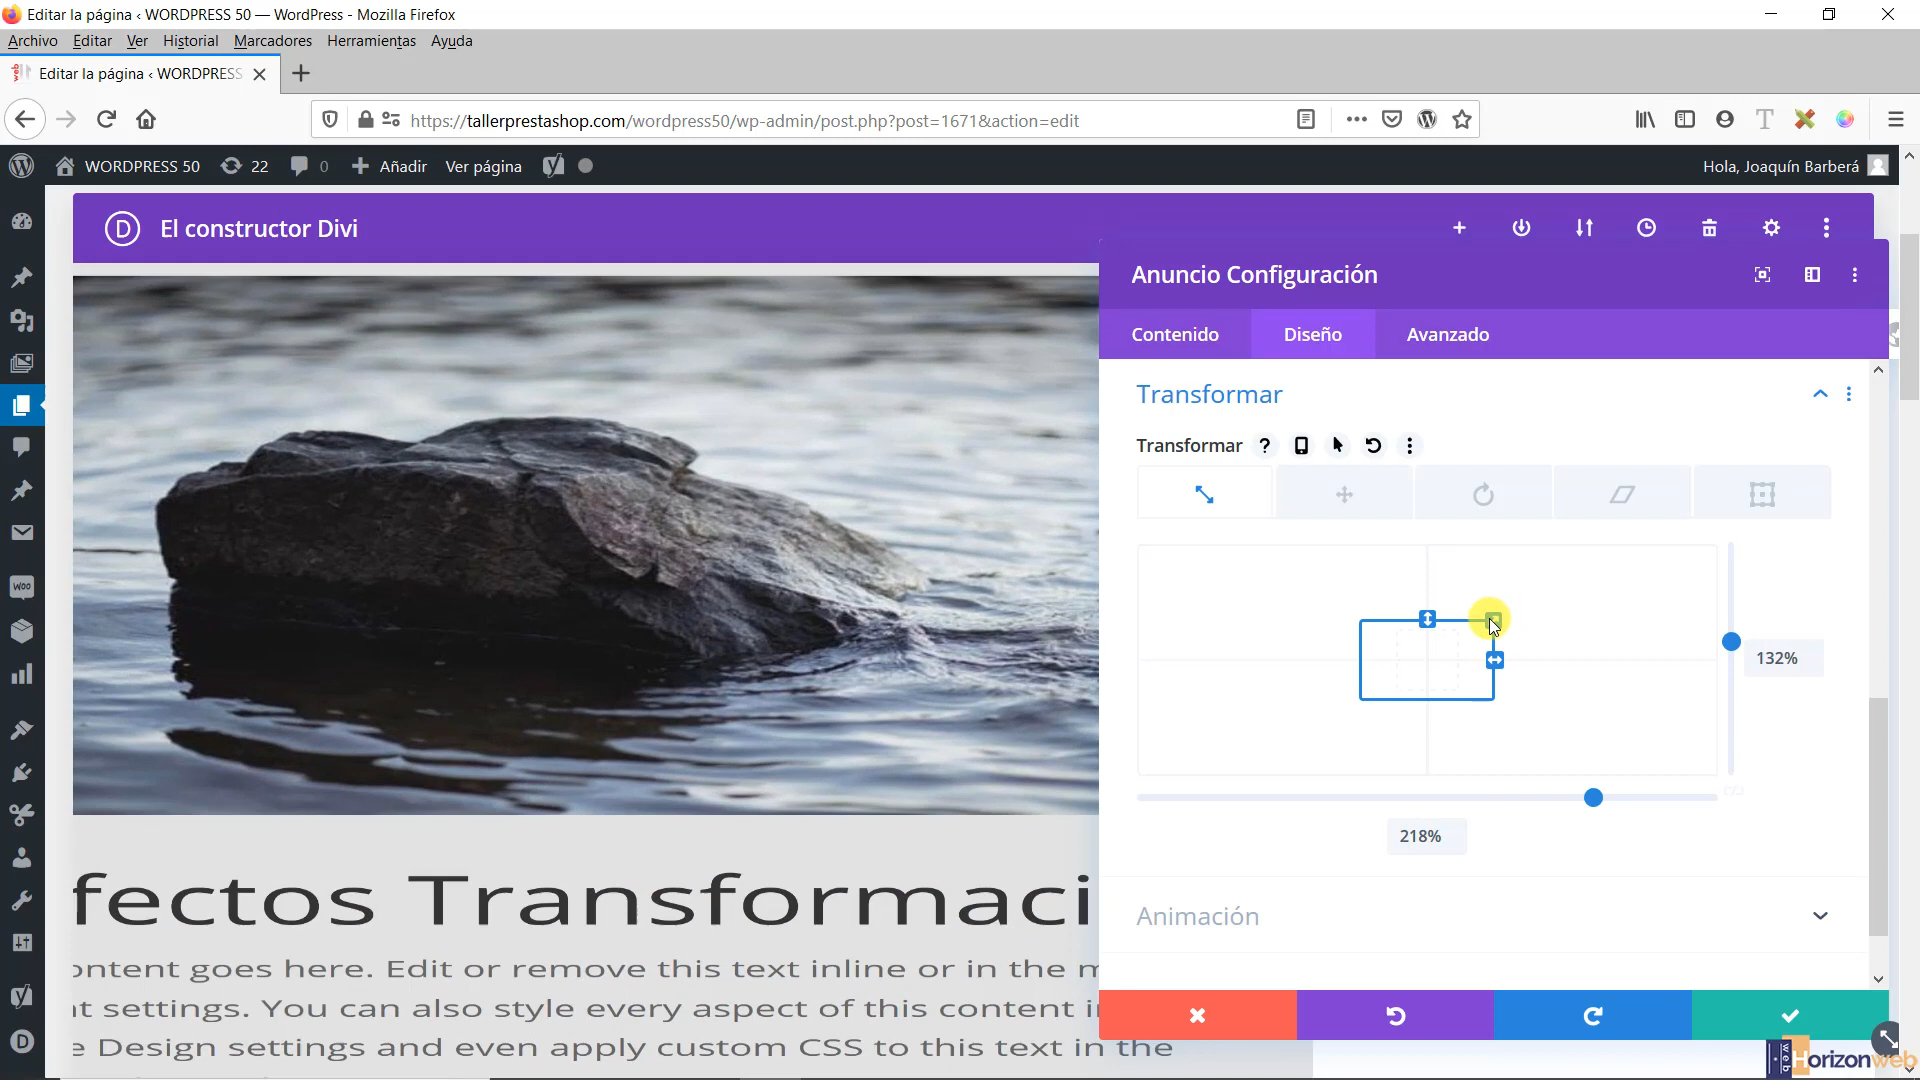 Editar la página ‹ WORDPRESS 50 — WordPress - Mozilla Firefox
Archivo Editar Ver Historial Marcadores Herramientas Ayuda
Editar la página ‹ WORDPRESS
https://tallerprestashop.com/wordpress50/wp-admin/post.php?post=1671&action=edit
WORDPRESS 50 22 0 Añadir Ver página
Hola, Joaquín Barberá
El constructor Divi
Anuncio Configuración
Contenido Diseño Avanzado
Transformar
Transformar ?
132%
218%
Animación
fectos Transformaci
ontent goes here. Edit or remove this text inline or in the m
nt settings. You can also style every aspect of this content i
e Design settings and even apply custom CSS to this text in the
web Horizonweb